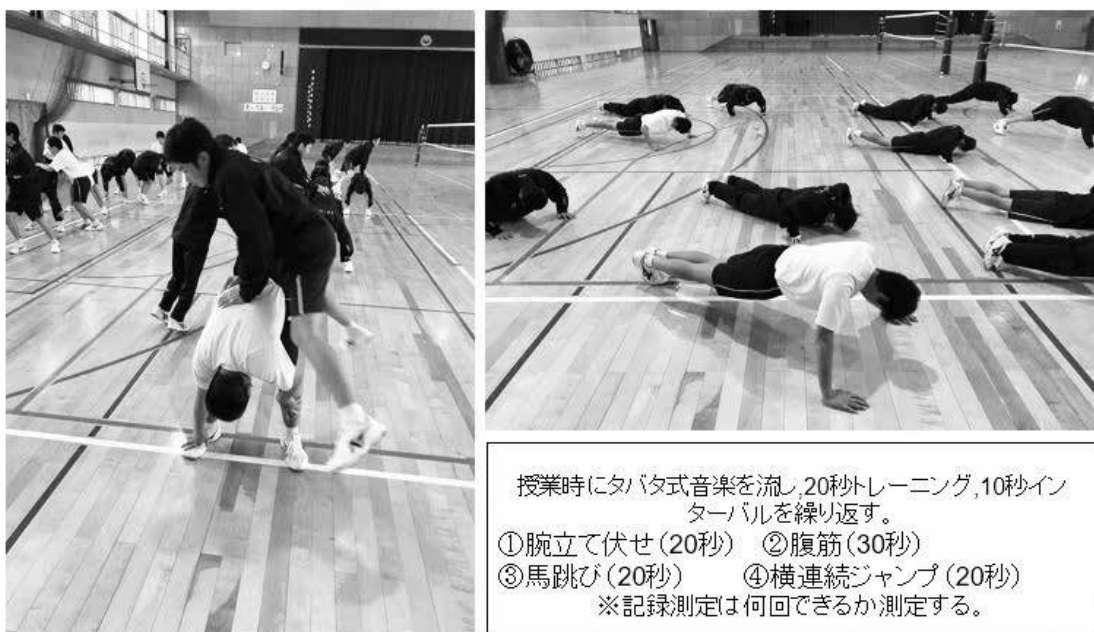 授業時にタバタ式音楽を流し,20秒トレーニング,10秒イン
ターバルを繰り返す。
①腕立て伏せ(20秒) ②腹筋(30秒)
③馬跳び(20秒) ④横連続ジャンプ(20秒)
※記録測定は何回できるか測定する。